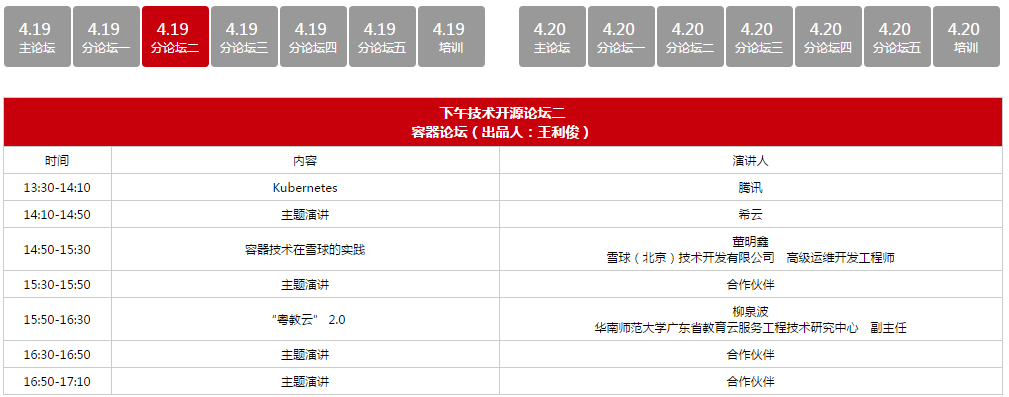 4.19 4.19 4.19 4.19 4.19 4.19 4.19 4.20 4.20 4.20 4.20 4.20 4.20 4.20
主论坛 分论坛一 分论坛二 分论坛三 分论坛四 分论坛五 培训 主论坛 分论坛一 分论坛二 分论坛三 分论坛四 分论坛五 培训
下午技术开源论坛二
容器论坛（出品人：王利俊）
时间 内容 演讲人
13:30-14:10 Kubernetes 腾讯
14:10-14:50 主题演讲 希云
14:50-15:30 容器技术在雪球的实践 董明鑫
雪球（北京）技术开发有限公司 高级运维开发工程师
15:30-15:50 主题演讲 合作伙伴
15:50-16:30 “粤教云” 2.0 柳泉波
华南师范大学广东省教育云服务工程技术研究中心 副主任
16:30-16:50 主题演讲 合作伙伴
16:50-17:10 主题演讲 合作伙伴